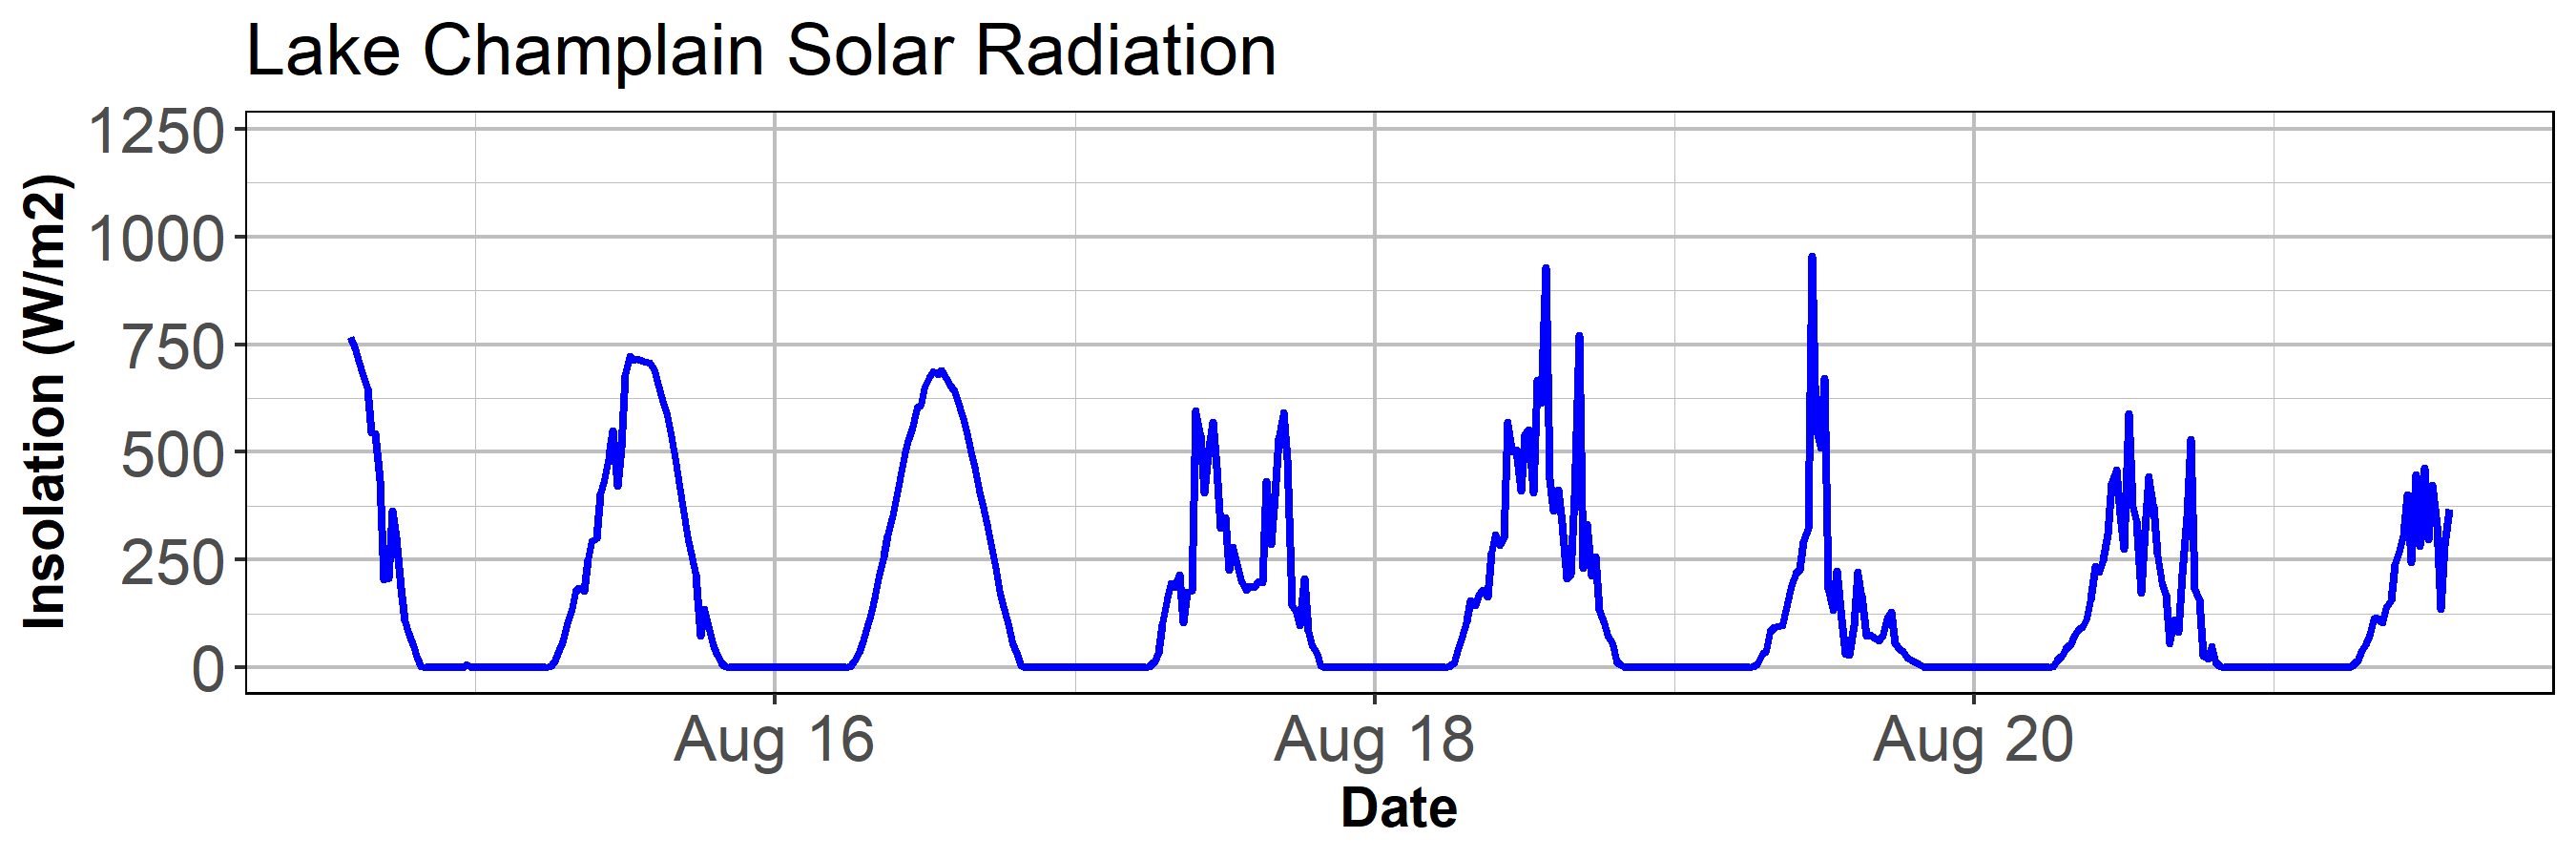 Lake Champlain Solar Radiation
Insolation (W/m2)
1250
1000
750
500
250
0
Aug 16 Aug 18 Aug 20
Date